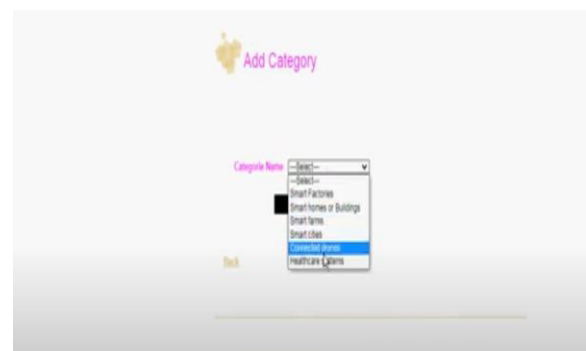 Add Category
Categorie Name --Select--
--Select--
Smart Factories
Smart homes or Buildings
Smart farms
Smart cities
Connected drones
Healthcare
Back